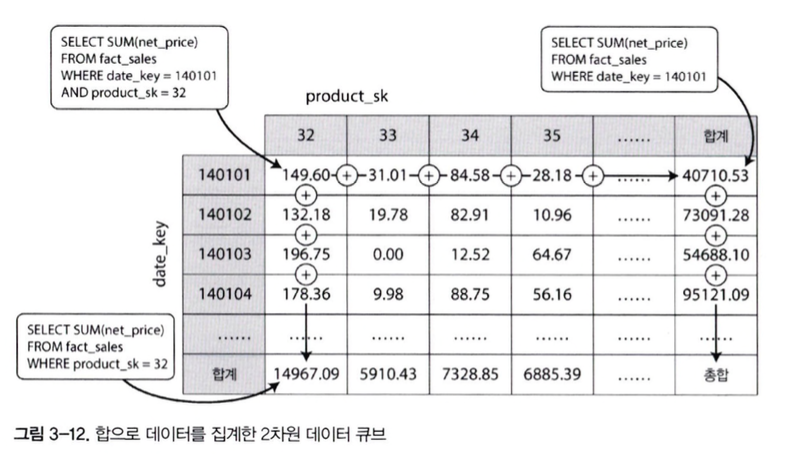 SELECT SUM(net_price)
FROM fact_sales
WHERE date_key = 140101
AND product_sk = 32
SELECT SUM(net_price)
FROM fact_sales
WHERE date_key = 140101
product_sk
32 33 34 35 ...... 합계
140101 149.60 + 31.01 + 84.58 + 28.18 + ...... 40710.53
+ +
140102 132.18 19.78 82.91 10.96 ...... 73091.28
+ +
date_key
140103 196.75 0.00 12.52 64.67 ...... 54688.10
+ +
140104 178.36 9.98 88.75 56.16 ...... 95121.09
...... ...... ...... ...... ...... ...... ......
합계 14967.09 5910.43 7328.85 6885.39 ...... 총합
SELECT SUM(net_price)
FROM fact_sales
WHERE product_sk = 32
그림 3-12. 합으로 데이터를 집계한 2차원 데이터 큐브